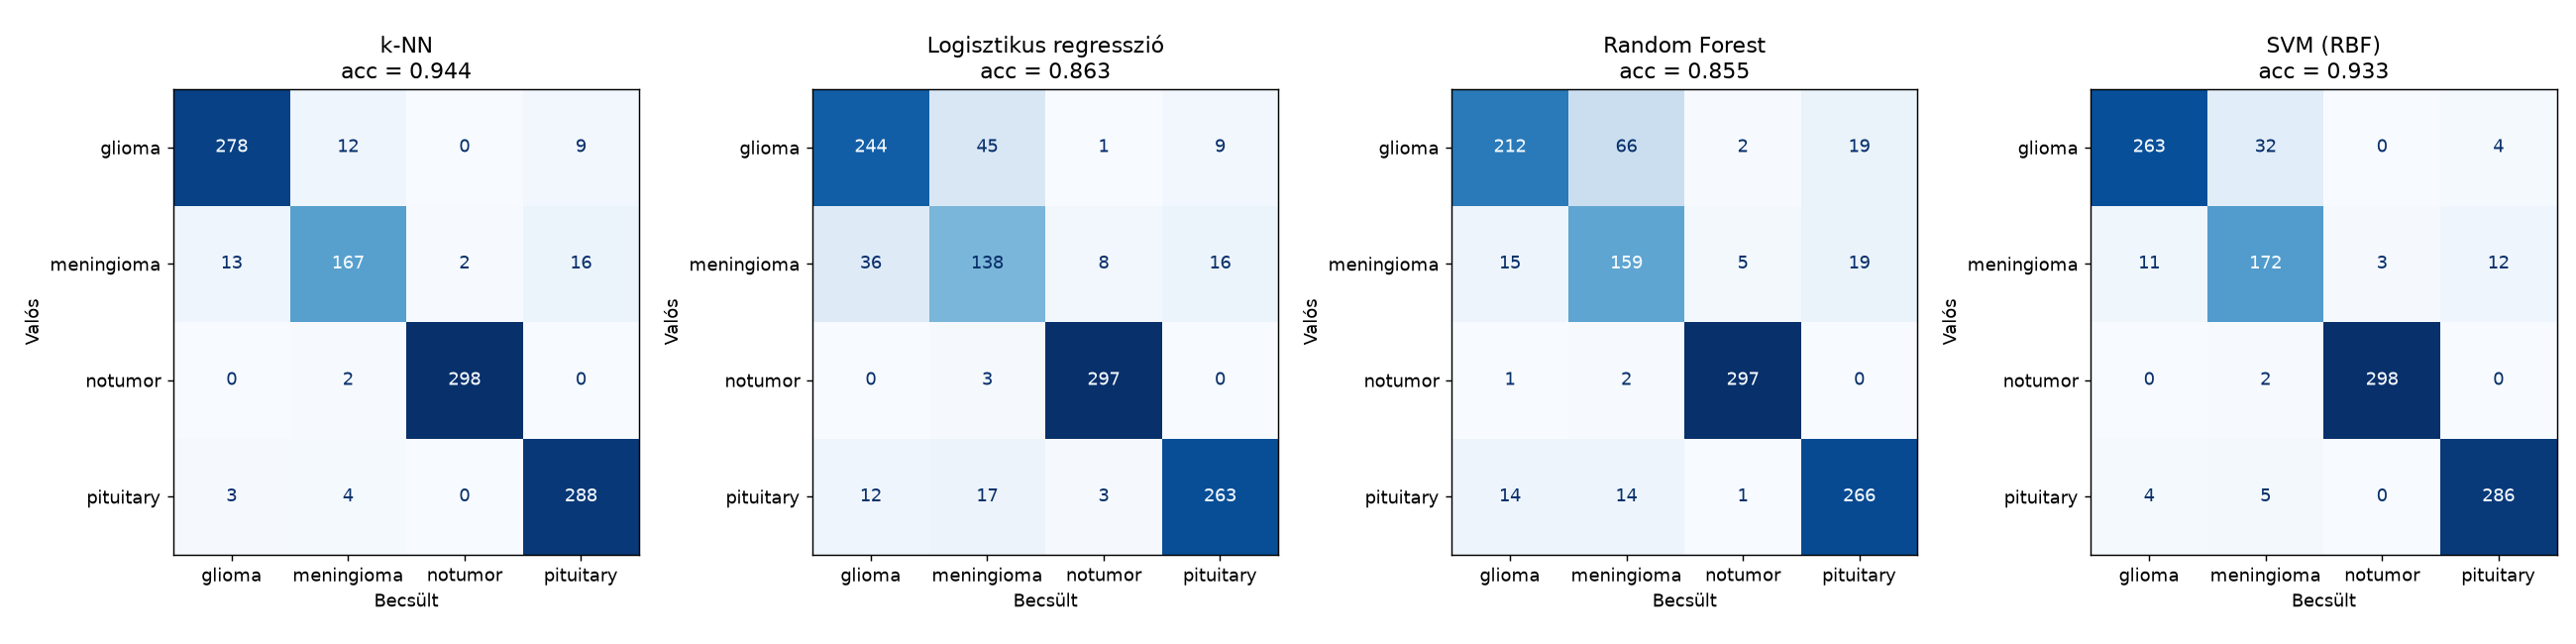 k-NN
acc = 0.944
glioma 278 12 0 9
meningioma 13 167 2 16
notumor 0 2 298 0
pituitary 3 4 0 288
glioma meningioma notumor pituitary
Becsült
Valós
Logisztikus regresszió
acc = 0.863
glioma 244 45 1 9
meningioma 36 138 8 16
notumor 0 3 297 0
pituitary 12 17 3 263
glioma meningioma notumor pituitary
Becsült
Valós
Random Forest
acc = 0.855
glioma 212 66 2 19
meningioma 15 159 5 19
notumor 1 2 297 0
pituitary 14 14 1 266
glioma meningioma notumor pituitary
Becsült
Valós
SVM (RBF)
acc = 0.933
glioma 263 32 0 4
meningioma 11 172 3 12
notumor 0 2 298 0
pituitary 4 5 0 286
glioma meningioma notumor pituitary
Becsült
Valós